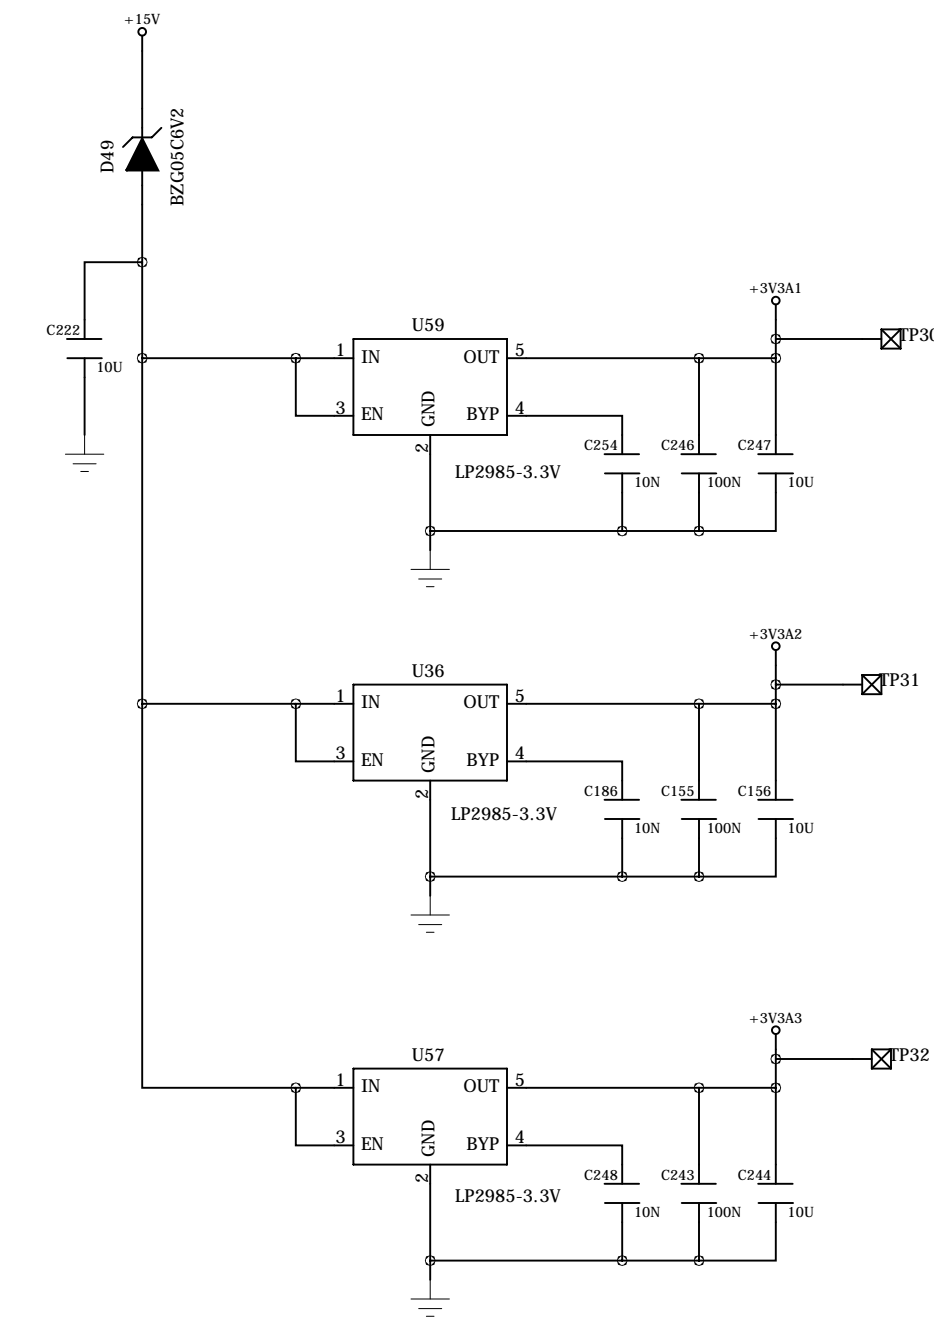 +15V
D49
BZG05C6V2
C222
10U
+3V3A1
TP30
U59
1 IN OUT 5
3 EN GND BYP 4
2
LP2985-3.3V
C254 C246 C247
10N 100N 10U
+3V3A2
TP31
U36
1 IN OUT 5
3 EN GND BYP 4
2
LP2985-3.3V
C186 C155 C156
10N 100N 10U
+3V3A3
TP32
U57
1 IN OUT 5
3 EN GND BYP 4
2
LP2985-3.3V
C248 C243 C244
10N 100N 10U